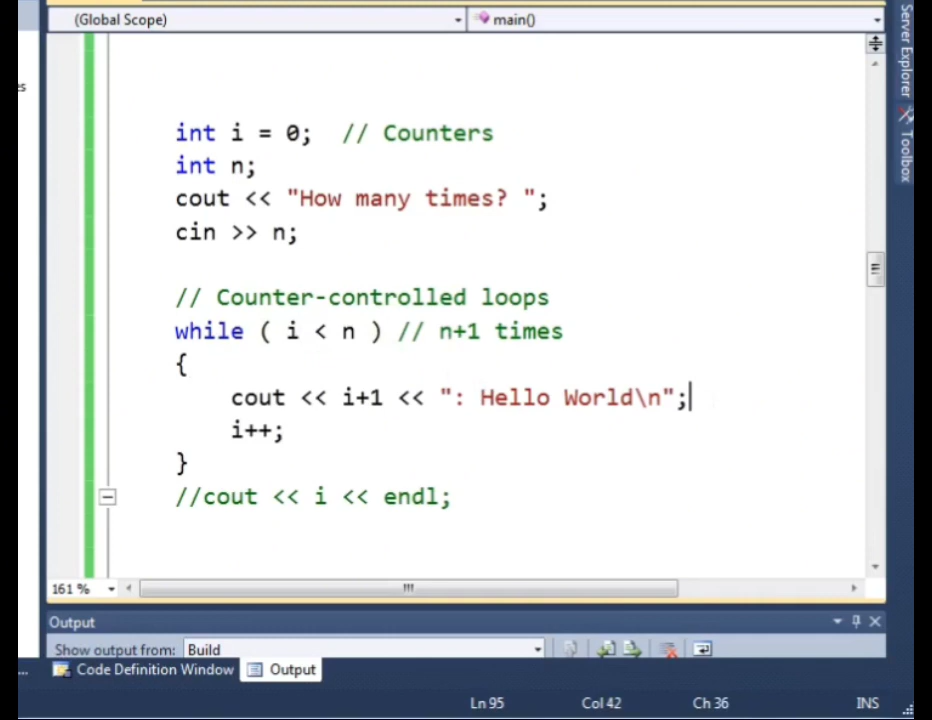 (Global Scope) main()
Server Explorer
Toolbox
es
int i = 0;  // Counters
int n;
cout << "How many times? ";
cin >> n;
// Counter-controlled loops
while ( i < n ) // n+1 times
{
cout << i+1 << ": Hello World\n";
i++;
}
//cout << i << endl;
161 %
Output
Show output from: Build
... Code Definition Window Output
Ln 95 Col 42 Ch 36 INS